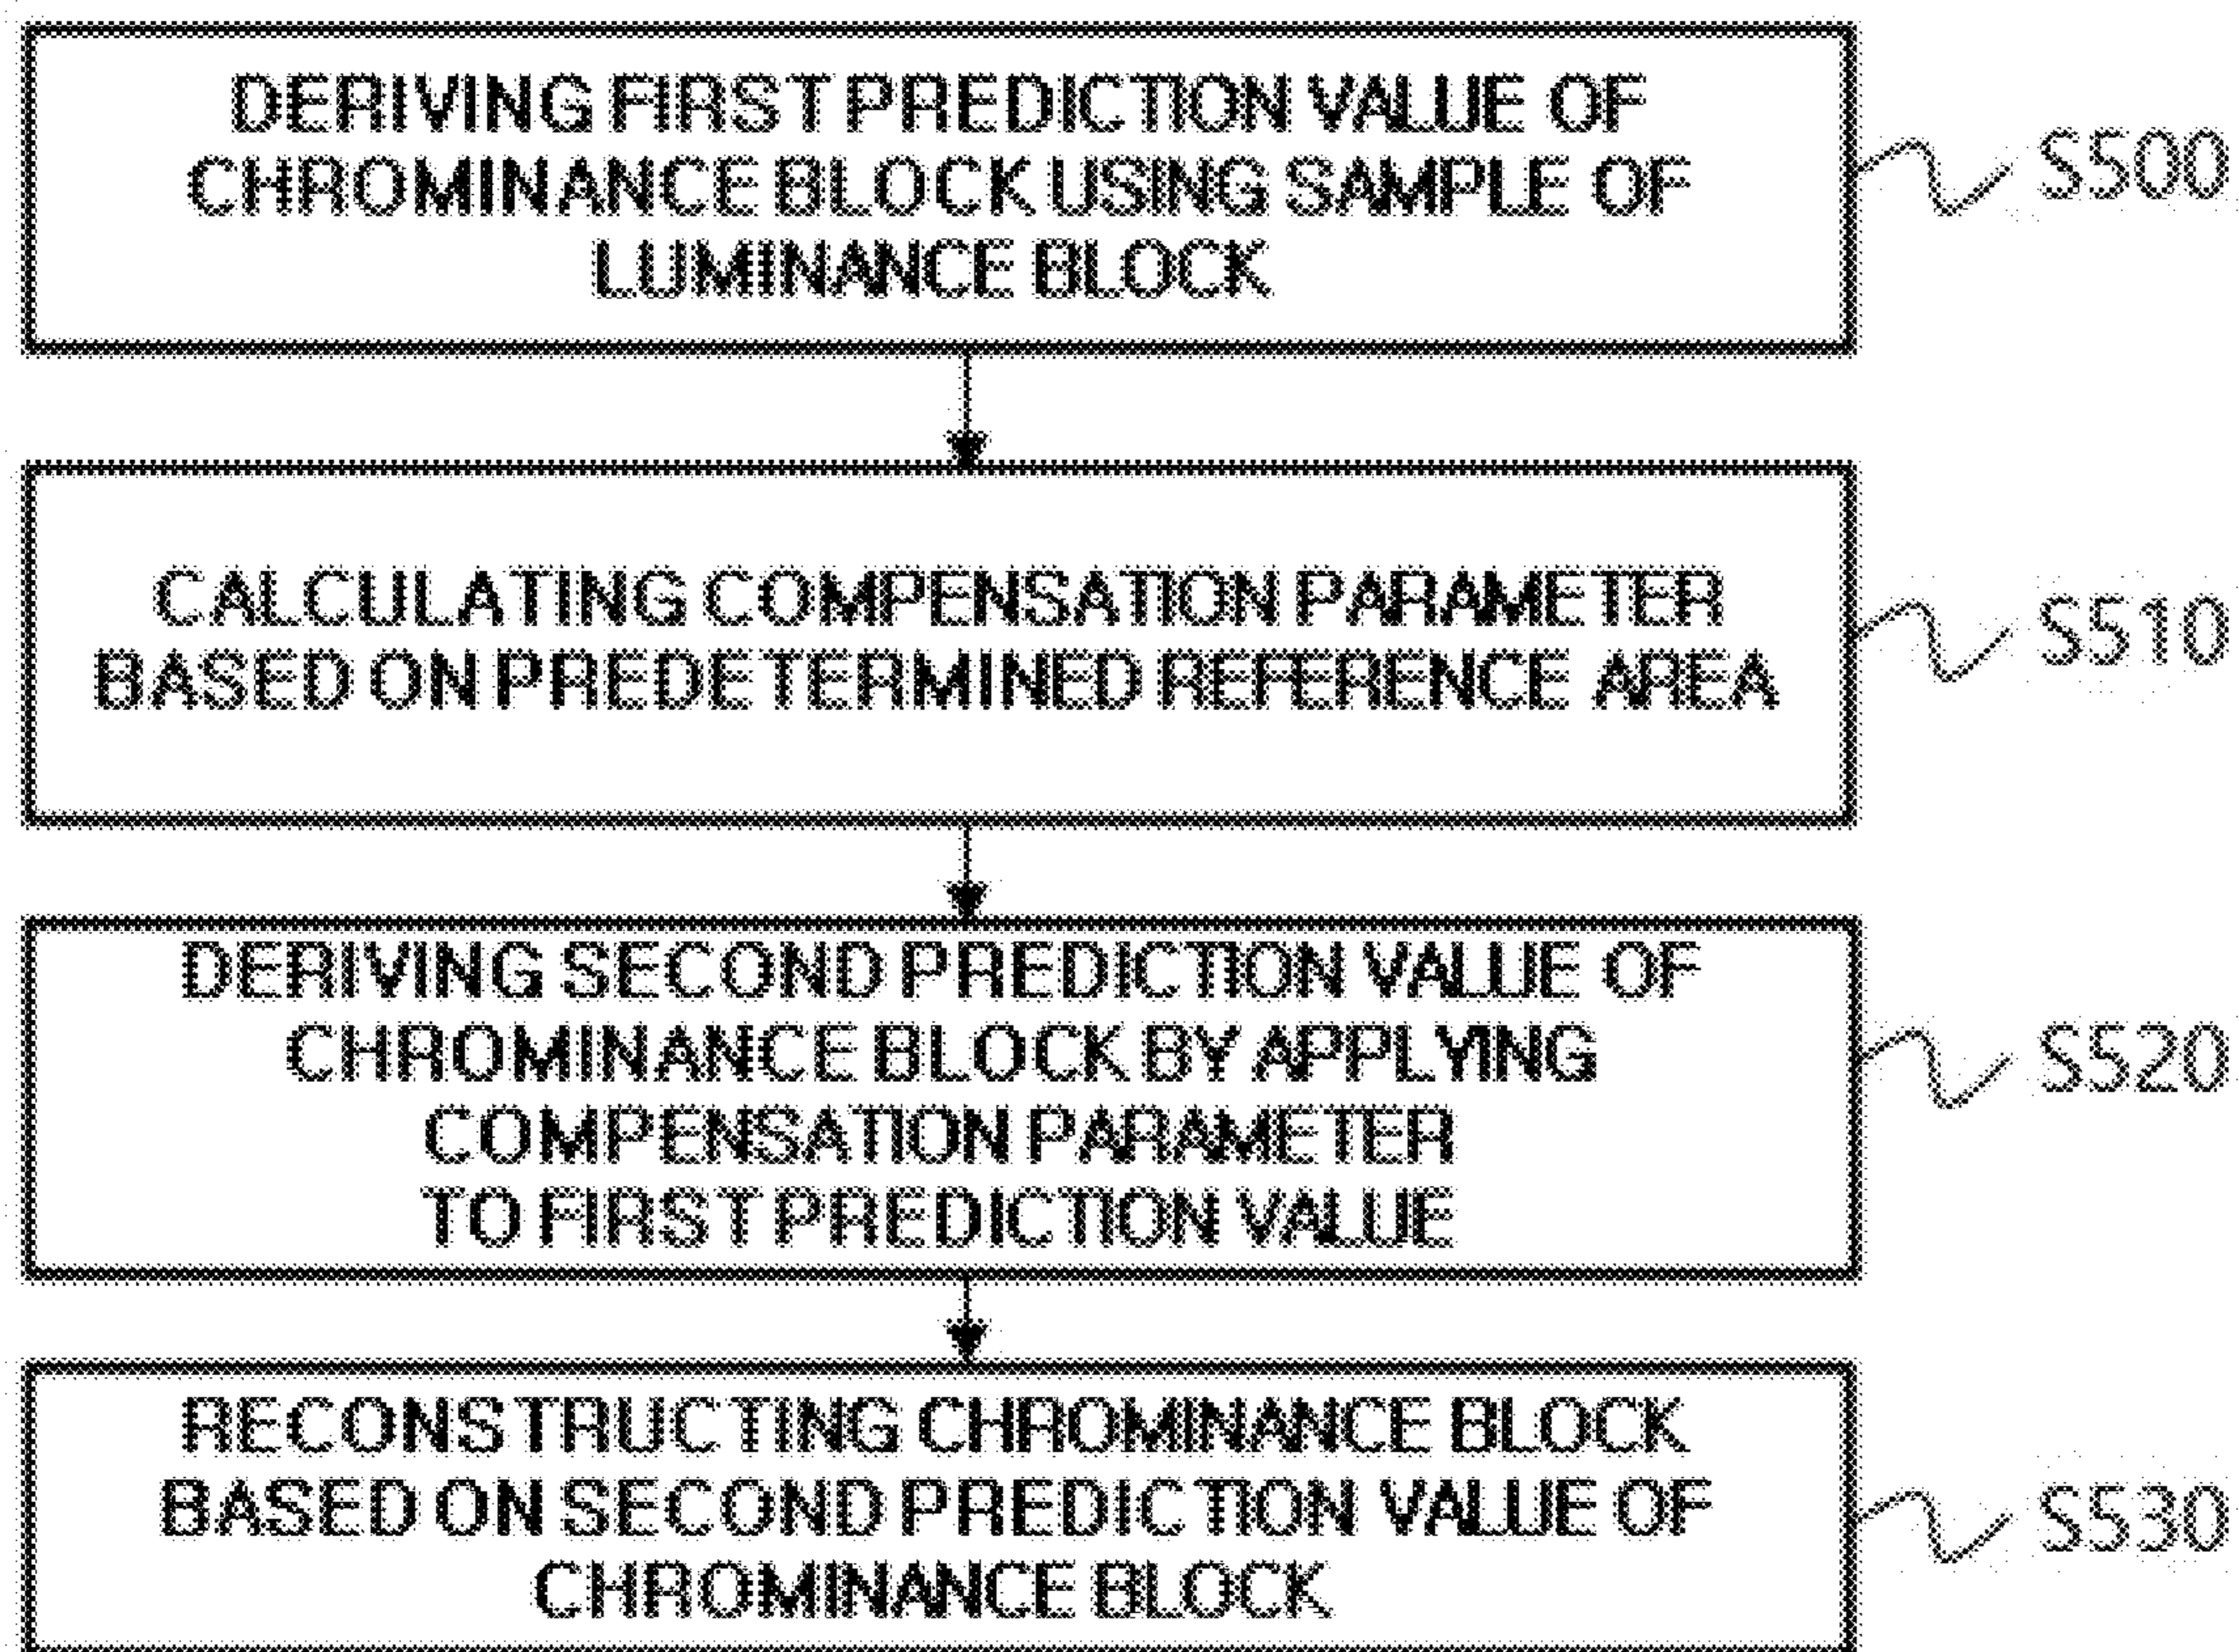 DERIVING FIRST PREDICTION VALUE OF
CHROMINANCE BLOCK USING SAMPLE OF
LUMINANCE BLOCK
S500
CALCULATING COMPENSATION PARAMETER
BASED ON PREDETERMINED REFERENCE AREA
S510
DERIVING SECOND PREDICTION VALUE OF
CHROMINANCE BLOCK BY APPLYING
COMPENSATION PARAMETER
TO FIRST PREDICTION VALUE
S520
RECONSTRUCTING CHROMINANCE BLOCK
BASED ON SECOND PREDICTION VALUE OF
CHROMINANCE BLOCK
S530